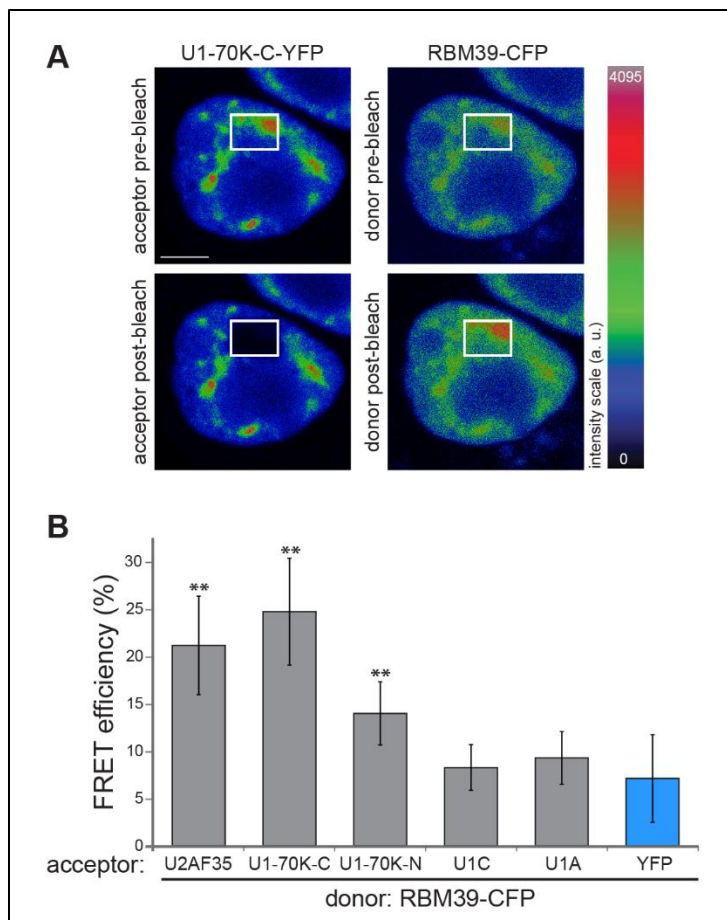 A
U1-70K-C-YFP
RBM39-CFP
acceptor pre-bleach
donor pre-bleach
4095
acceptor post-bleach
donor post-bleach
intensity scale (a. u.)
0
B
FRET efficiency (%)
30
25
20
15
10
5
0
**
**
**
acceptor: U2AF35 U1-70K-C U1-70K-N U1C U1A YFP
donor: RBM39-CFP